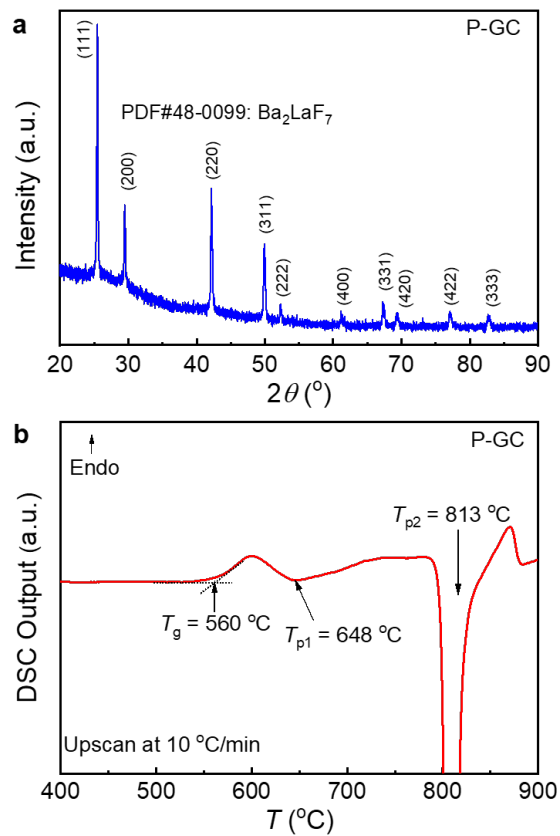 a
P-GC
(111)
PDF#48-0099: Ba₂LaF₇
(200)
(220)
(311)
(222)
(400)
(331)
(420)
(422)
(333)
Intensity (a.u.)
20 30 40 50 60 70 80 90
2θ (°)
b
P-GC
Endo
Tp2 = 813 °C
Tg = 560 °C
Tp1 = 648 °C
DSC Output (a.u.)
Upscan at 10 °C/min
400 500 600 700 800 900
T (°C)